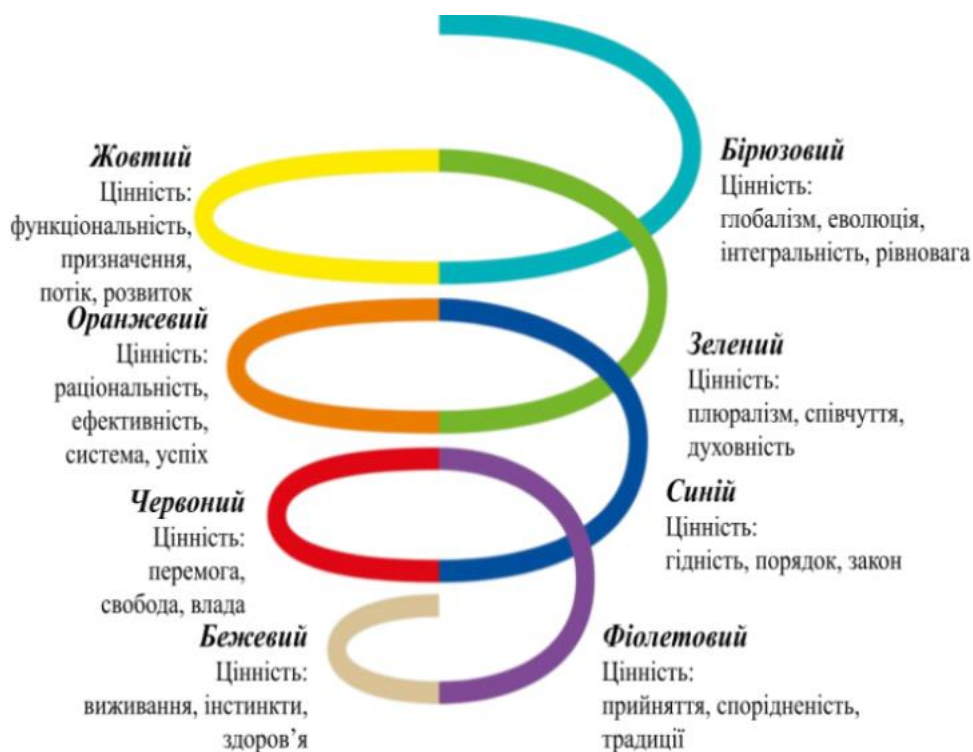 Жовтий
Цінність:
функціональність,
призначення,
потік, розвиток
Бірюзовий
Цінність:
глобалізм, еволюція,
інтегральність, рівновага
Оранжевий
Цінність:
раціональність,
ефективність,
система, успіх
Зелений
Цінність:
плюралізм, співчуття,
духовність
Червоний
Цінність:
перемога,
свобода, влада
Синій
Цінність:
гідність, порядок, закон
Бежевий
Цінність:
виживання, інстинкти,
здоров’я
Фіолетовий
Цінність:
прийняття, спорідненість,
традиції